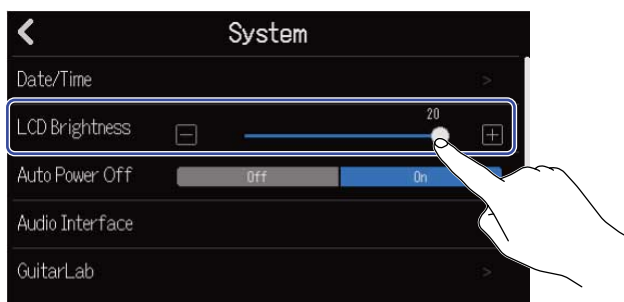 System
Date/Time
LCD Brightness
20
Auto Power Off Off On
Audio Interface
GuitarLab